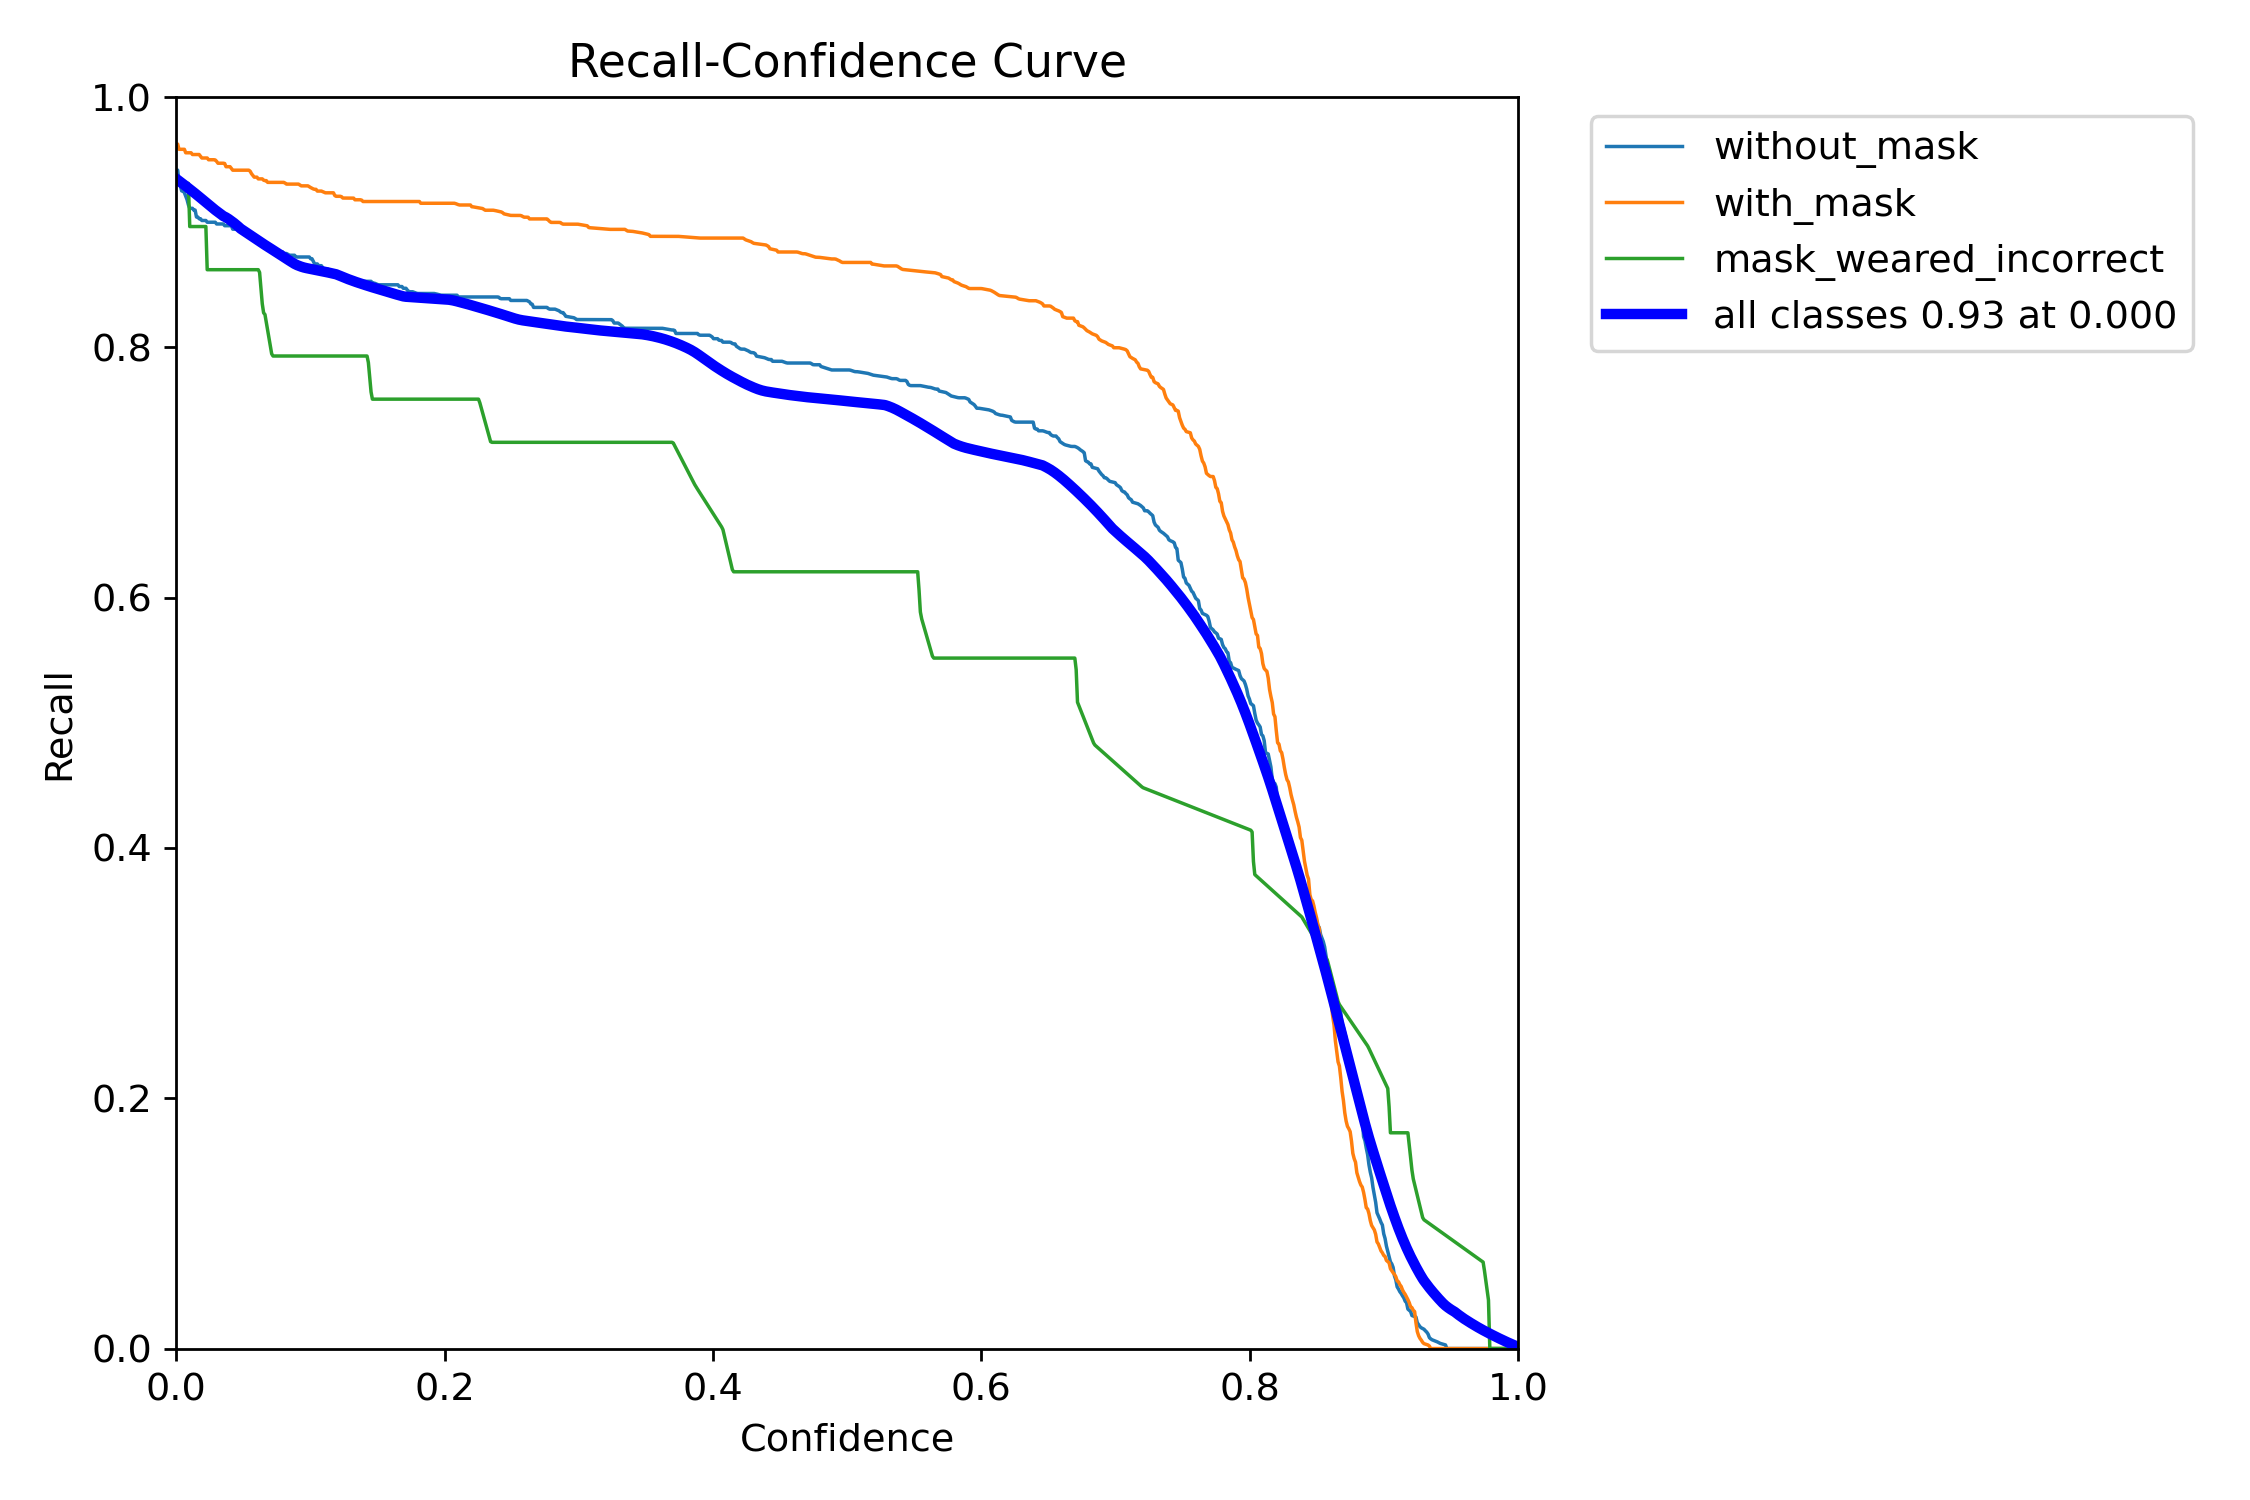 Recall-Confidence Curve
1.0
0.8
0.6
0.4
0.2
0.0
Recall
0.0 0.2 0.4 0.6 0.8 1.0
Confidence
without_mask
with_mask
mask_weared_incorrect
all classes 0.93 at 0.000